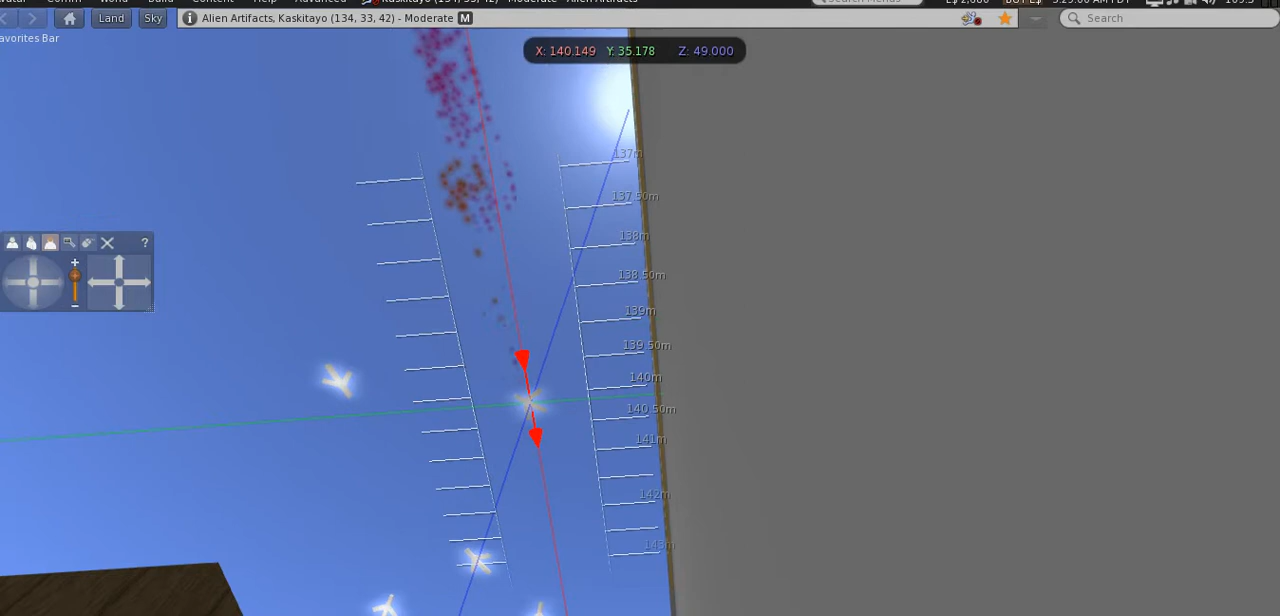 Land Sky Alien Artifacts, Kaskitayo (134, 33, 42) - Moderate M Search
avorites Bar
X: 140.149 Y: 35.178 Z: 49.000
137m
137.50m
138m
138.50m
139m
139.50m
140m
140.50m
141m
142m
143m
+ ?
-